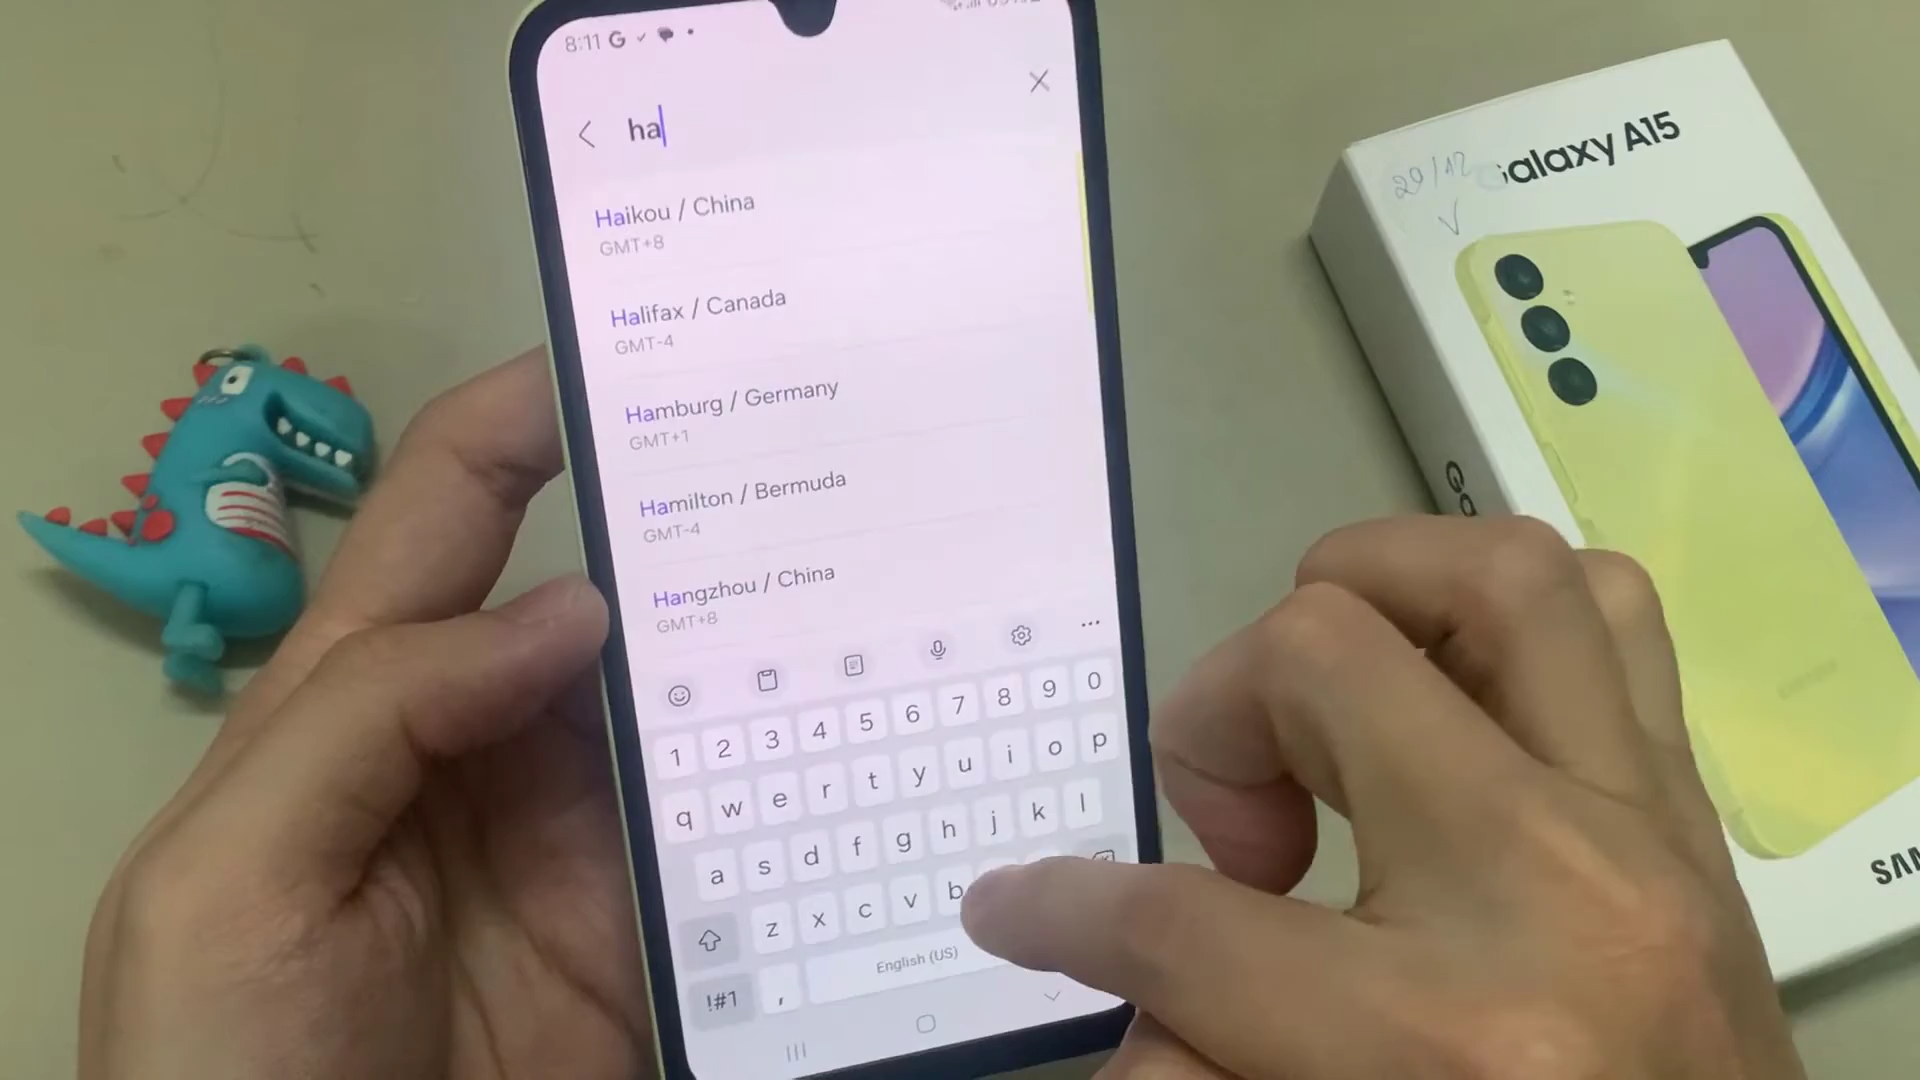 8:11
ha
Haikou / China
GMT+8
Halifax / Canada
GMT-4
Hamburg / Germany
GMT+1
Hamilton / Bermuda
GMT-4
Hangzhou / China
GMT+8
1 2 3 4 5 6 7 8 9 0
q w e r t y u i o p
a s d f g h j k l
z x c v b
!#1 , English (US)
Galaxy A15
29/12
SAMSUNG